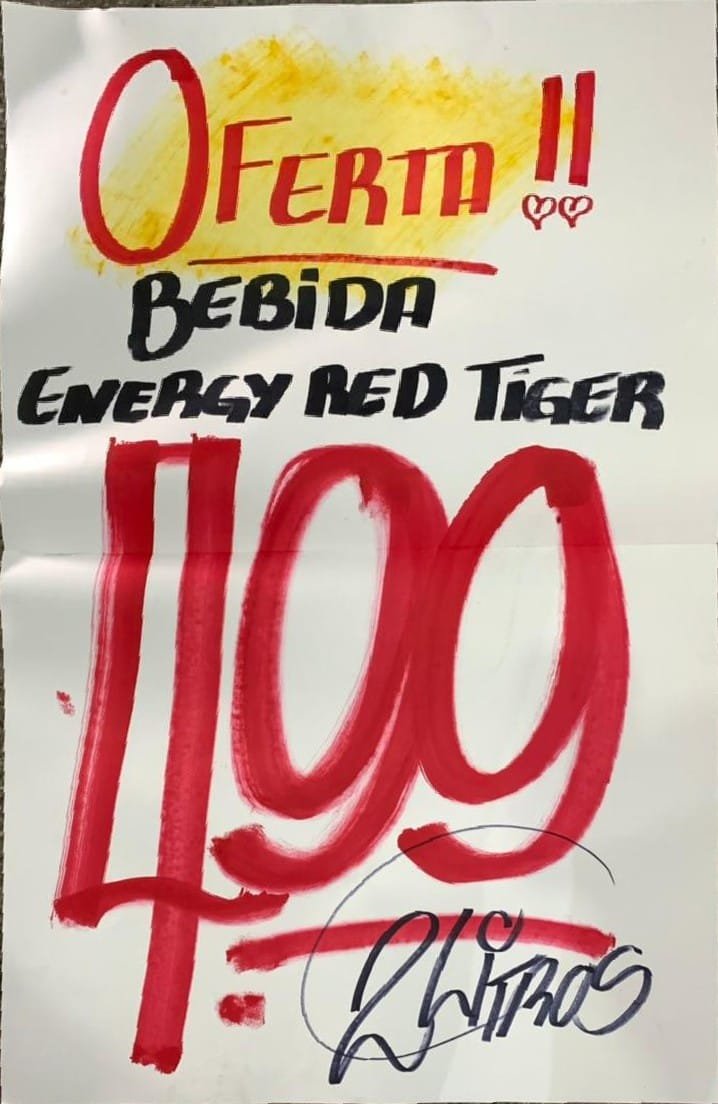 OFERTA!!
BEBiDA
ENERGY RED TiGER
4.99
2 LiTROS